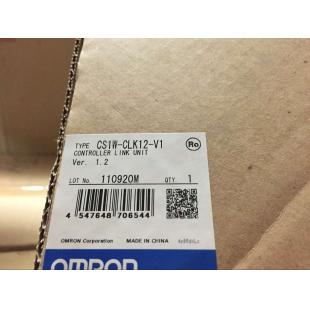 TYPE CS1W-CLK12-V1
CONTROLLER LINK UNIT
Ver. 1.2
Ro
LOT No. 110920M QTY. 1
4 547648 706544
OMRON Corporation MADE IN CHINA
OMRON